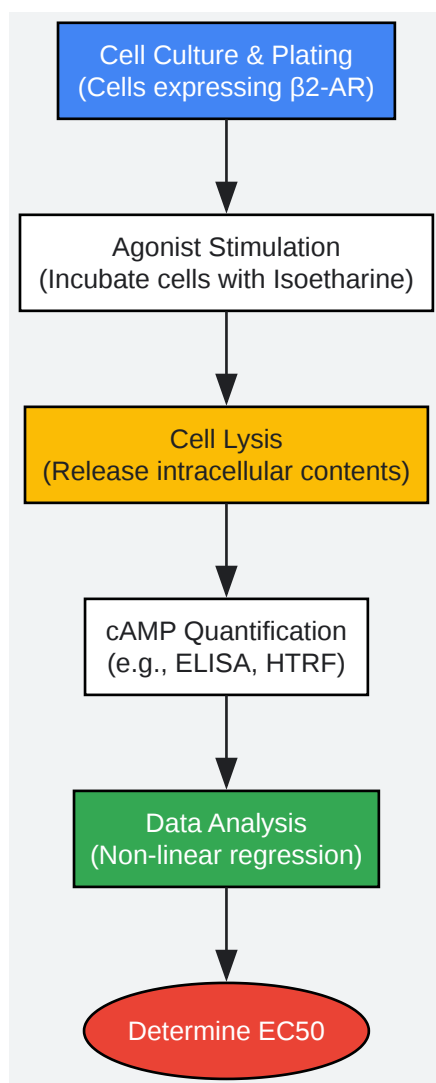 Cell Culture & Plating
(Cells expressing β2-AR)
Agonist Stimulation
(Incubate cells with Isoetharine)
Cell Lysis
(Release intracellular contents)
cAMP Quantification
(e.g., ELISA, HTRF)
Data Analysis
(Non-linear regression)
Determine EC50